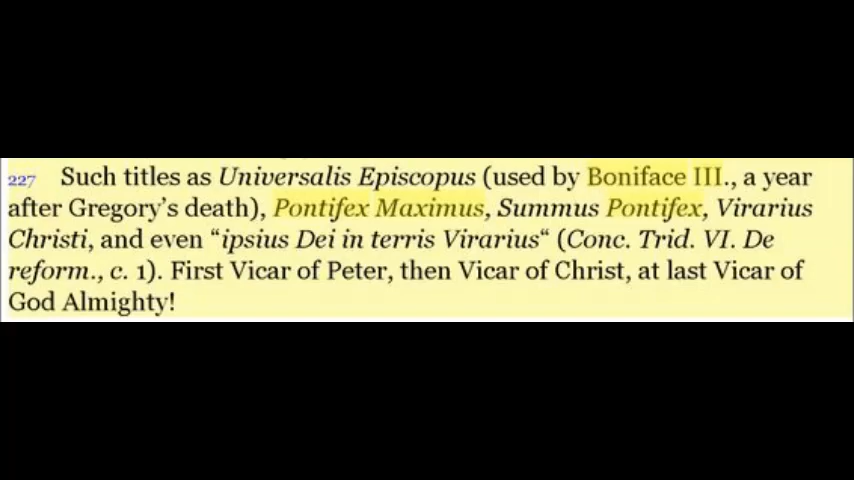 227 Such titles as Universalis Episcopus (used by Boniface III., a year
after Gregory's death), Pontifex Maximus, Summus Pontifex, Virarius
Christi, and even “ipsius Dei in terris Virarius“ (Conc. Trid. VI. De
reform., c. 1). First Vicar of Peter, then Vicar of Christ, at last Vicar of
God Almighty!